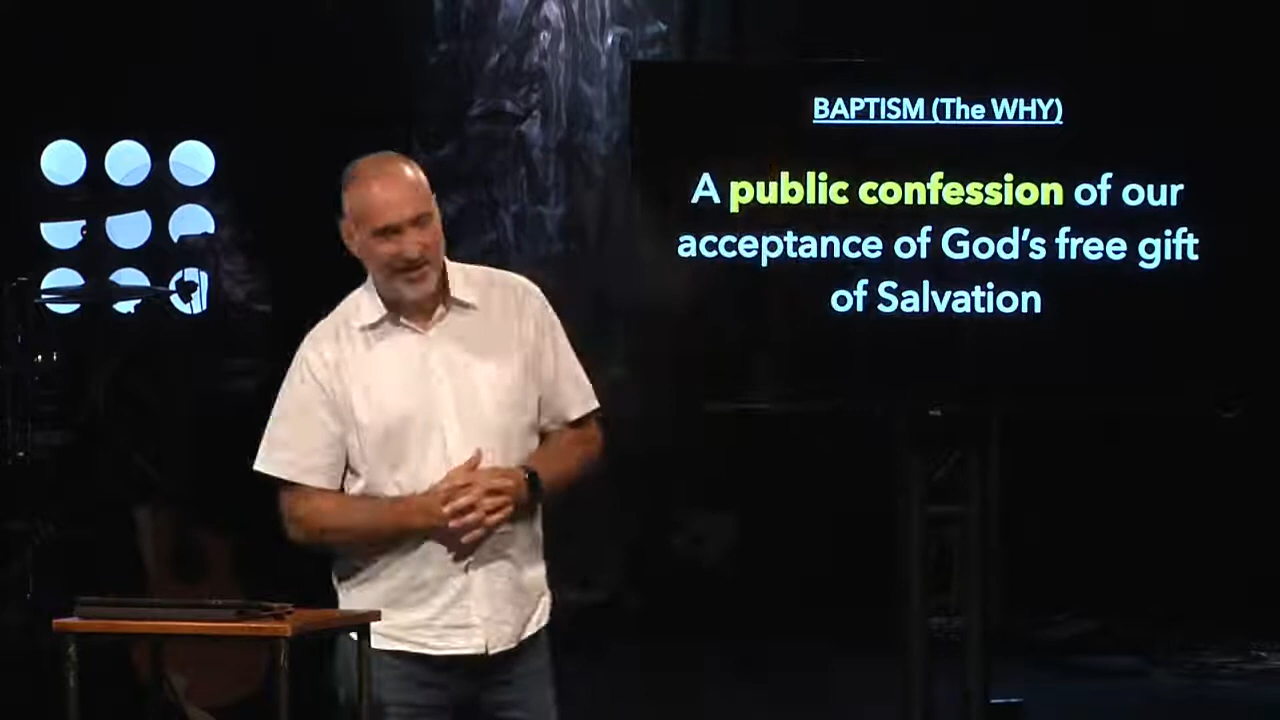 BAPTISM (The WHY)
A public confession of our
acceptance of God's free gift
of Salvation